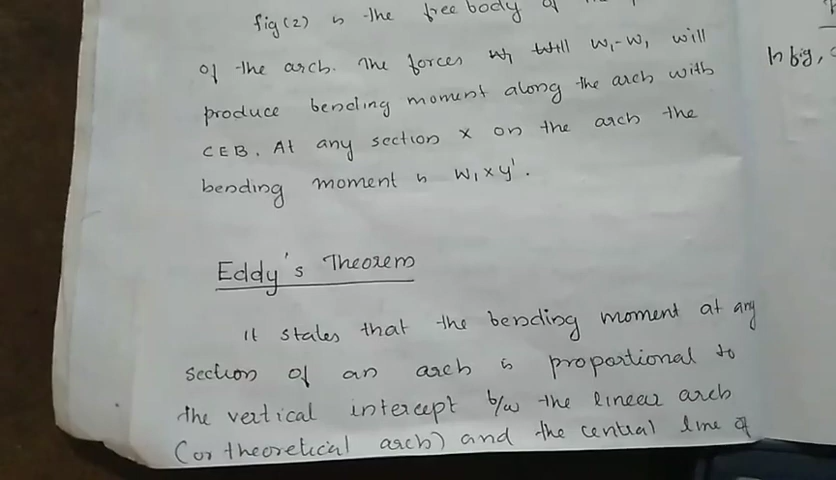 fig(2) is the free body of
of the arch. The forces W1-W1 will
produce bending moment along the arch with
CEB. At any section x on the arch the
bending moment is W1 x y'.
Eddy's Theorem
It states that the bending moment at any
section of an arch is proportional to
the vertical intercept b/w the linear arch
(or theoretical arch) and the central line of
In fig,